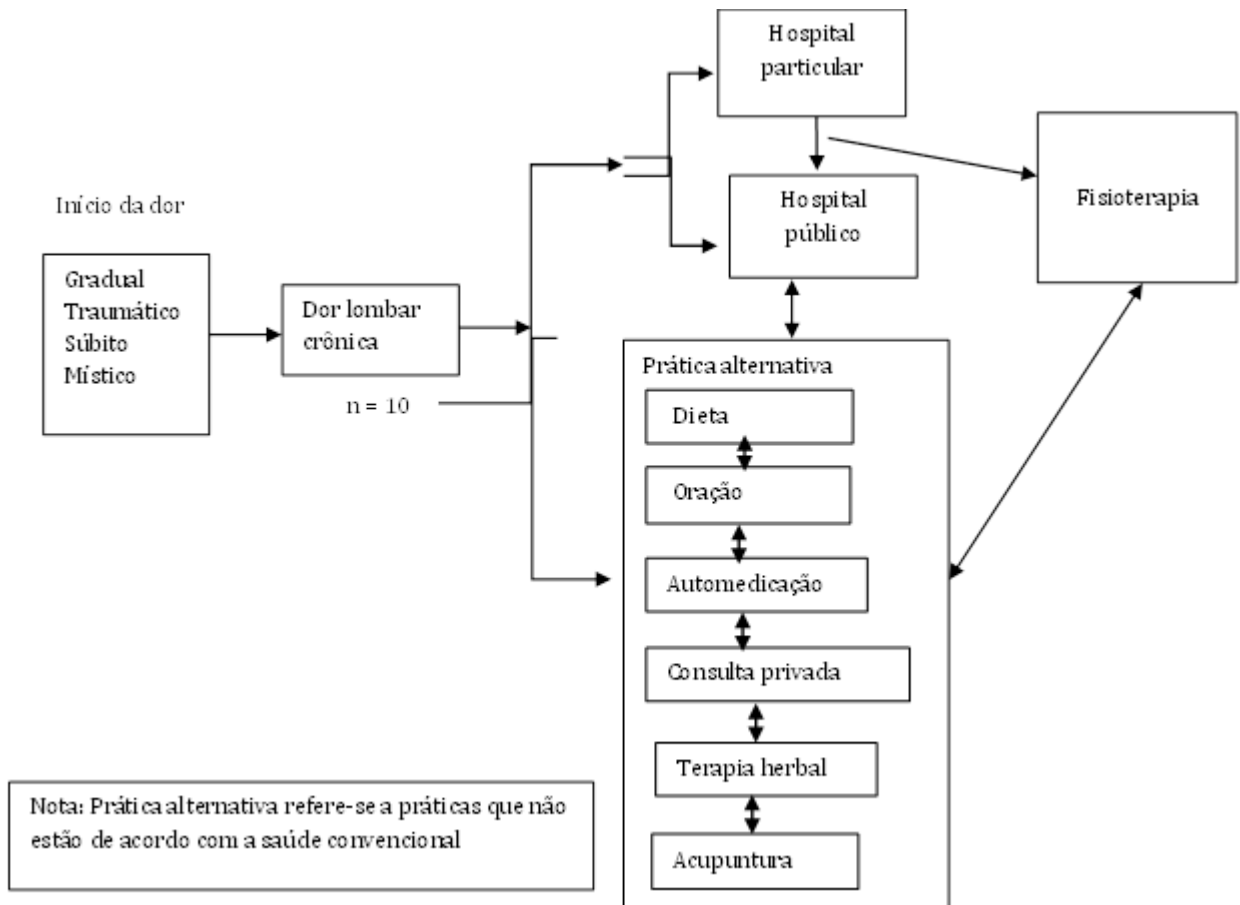 Hospital
particular
Hospital
público
Fisioterapia
Início da dor
Gradual
Traumático
Súbito
Místico
Dor lombar
crônica
n = 10
Prática alternativa
Dieta
Oração
Automedicação
Consulta privada
Terapia herbal
Acupuntura
Nota: Prática alternativa refere-se a práticas que não
estão de acordo com a saúde convencional